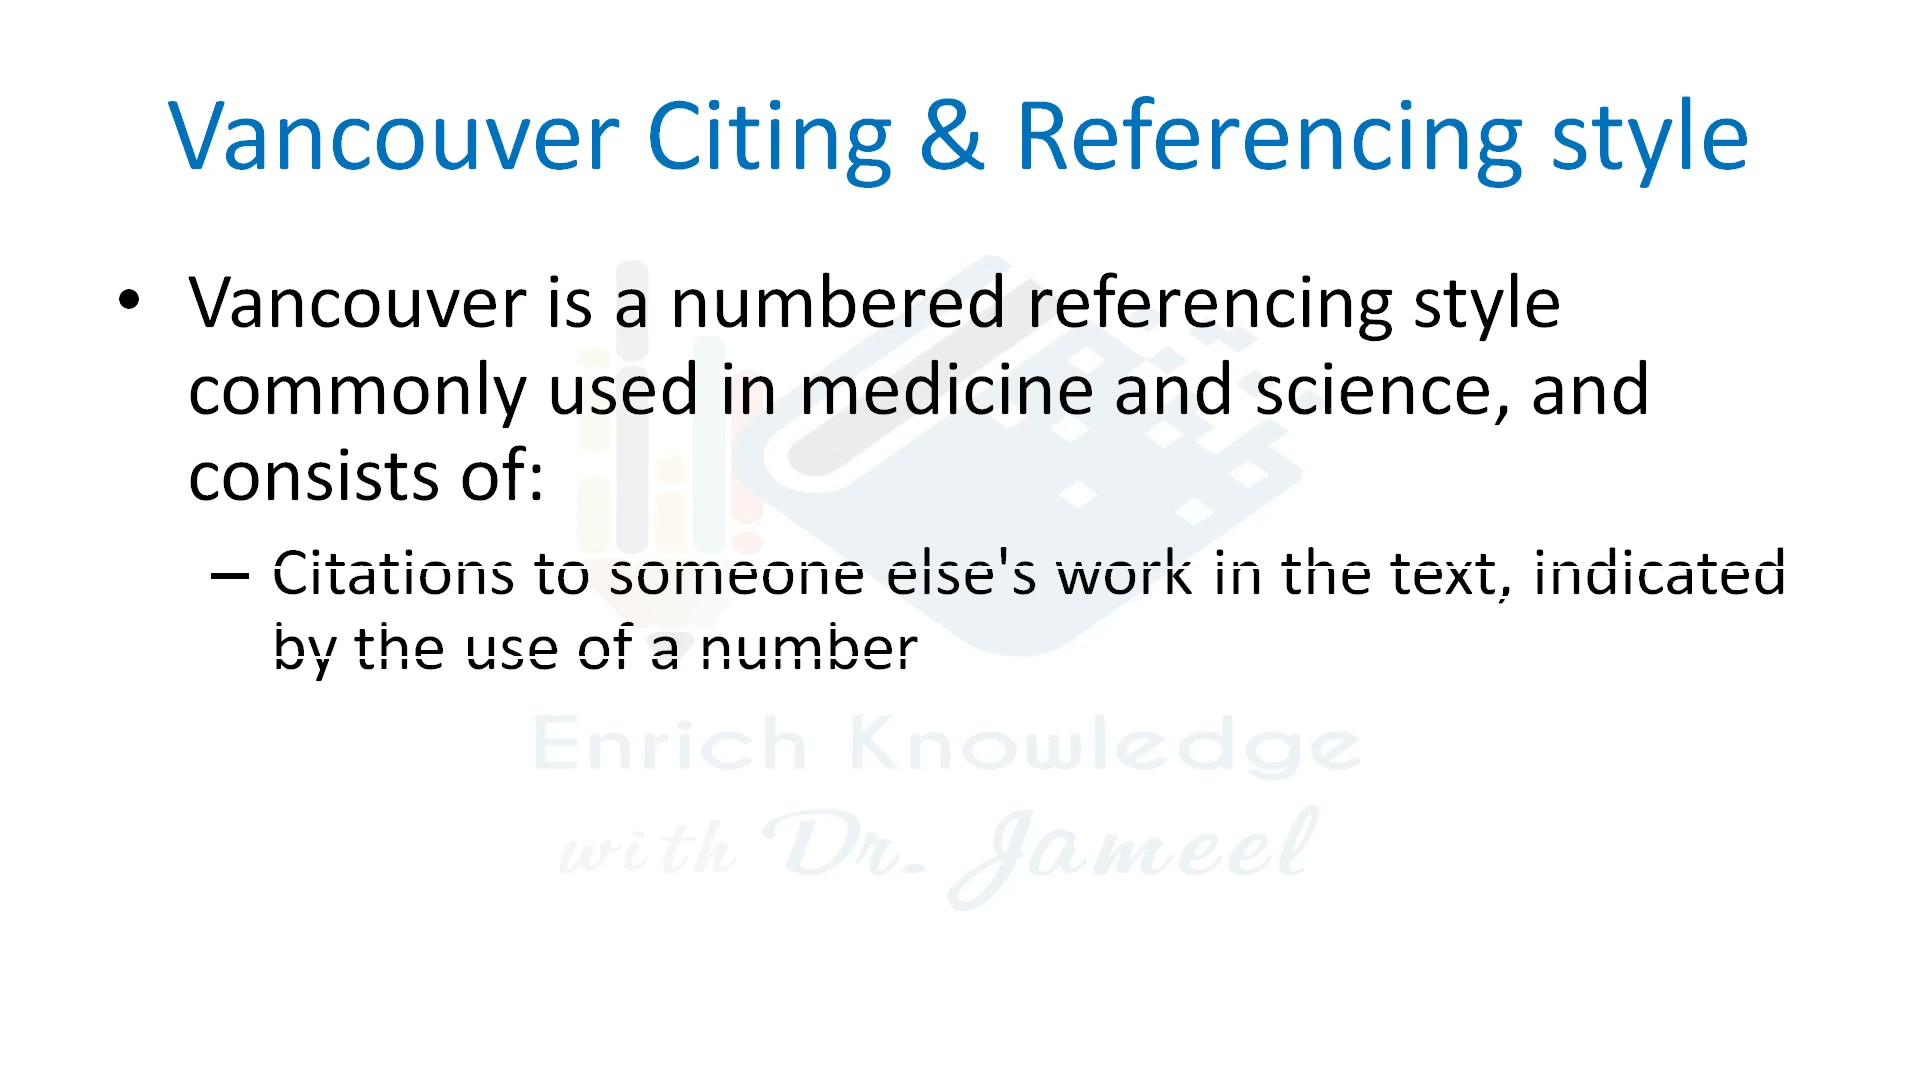 Vancouver Citing & Referencing style
• Vancouver is a numbered referencing style
commonly used in medicine and science, and
consists of:
– Citations to someone else's work in the text, indicated
by the use of a number
Enrich Knowledge
with Dr. Jameel